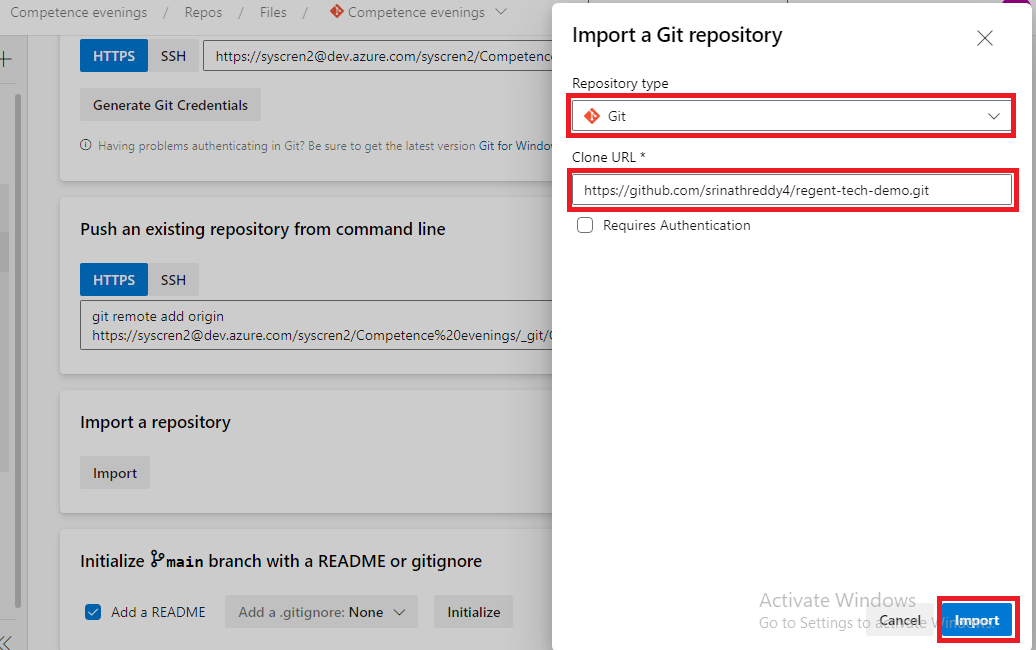 Competence evenings / Repos / Files / Competence evenings
HTTPS SSH https://syscren2@dev.azure.com/syscren2/Competenc
Generate Git Credentials
Having problems authenticating in Git? Be sure to get the latest version Git for Windo
Push an existing repository from command line
HTTPS SSH
git remote add origin
https://syscren2@dev.azure.com/syscren2/Competence%20evenings/_git/
Import a repository
Import
Initialize main branch with a README or gitignore
Add a README Add a .gitignore: None Initialize
Import a Git repository
Repository type
Git
Clone URL *
https://github.com/srinathreddy4/regent-tech-demo.git
Requires Authentication
Activate Windows
Go to Settings to activate Windows.
Cancel Import